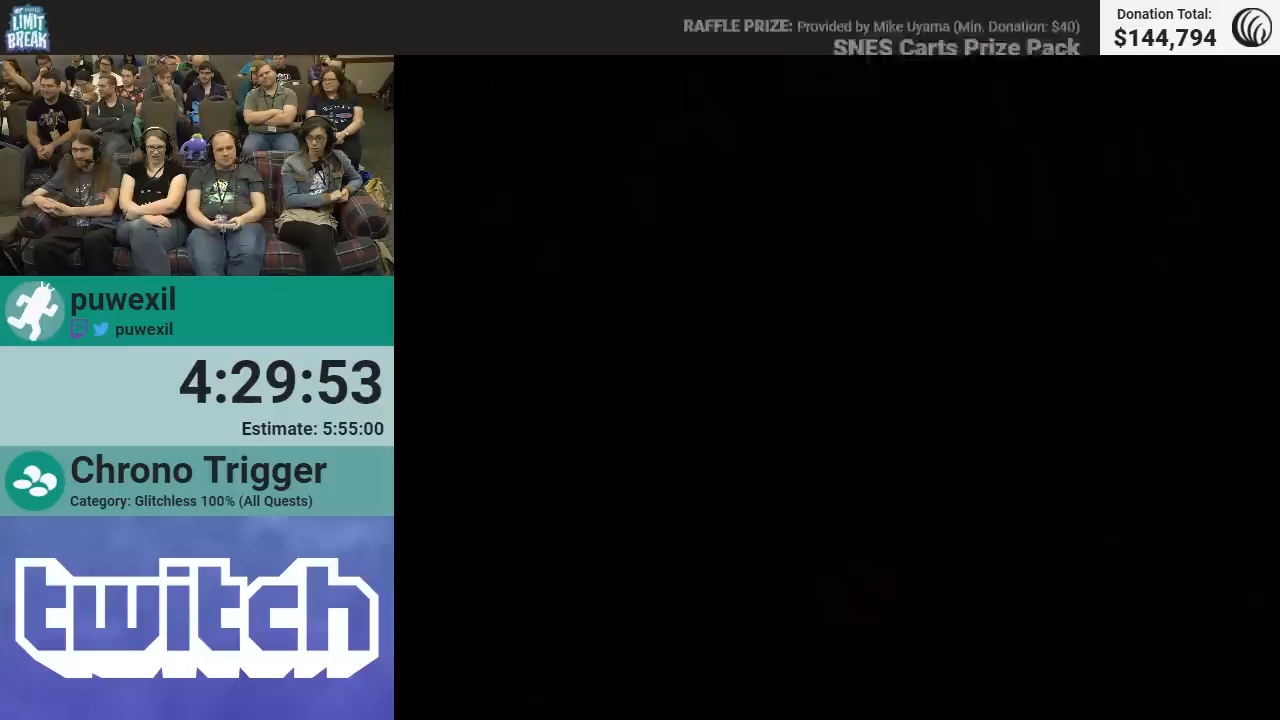 RPG
LIMIT
BREAK
RAFFLE PRIZE: Provided by Mike Uyama (Min. Donation: $40)
SNES Carts Prize Pack
Donation Total:
$144,794
puwexil
puwexil
4:29:53
Estimate: 5:55:00
Chrono Trigger
Category: Glitchless 100% (All Quests)
twitch